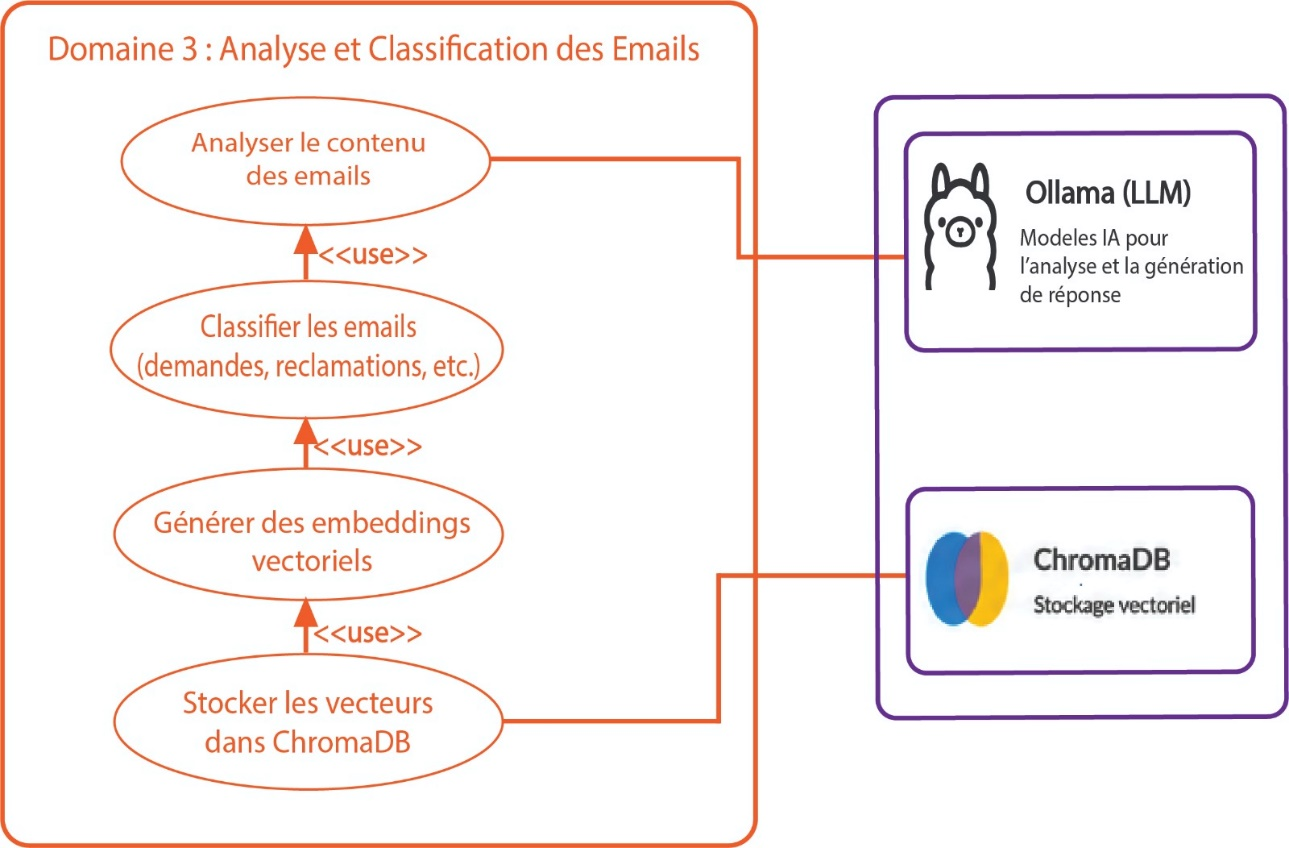 Domaine 3 : Analyse et Classification des Emails
Analyser le contenu
des emails
<<use>>
Classifier les emails
(demandes, reclamations, etc.)
<<use>>
Générer des embeddings
vectoriels
<<use>>
Stocker les vecteurs
dans ChromaDB
Ollama (LLM)
Modeles IA pour
l'analyse et la génération
de réponse
ChromaDB
Stockage vectoriel